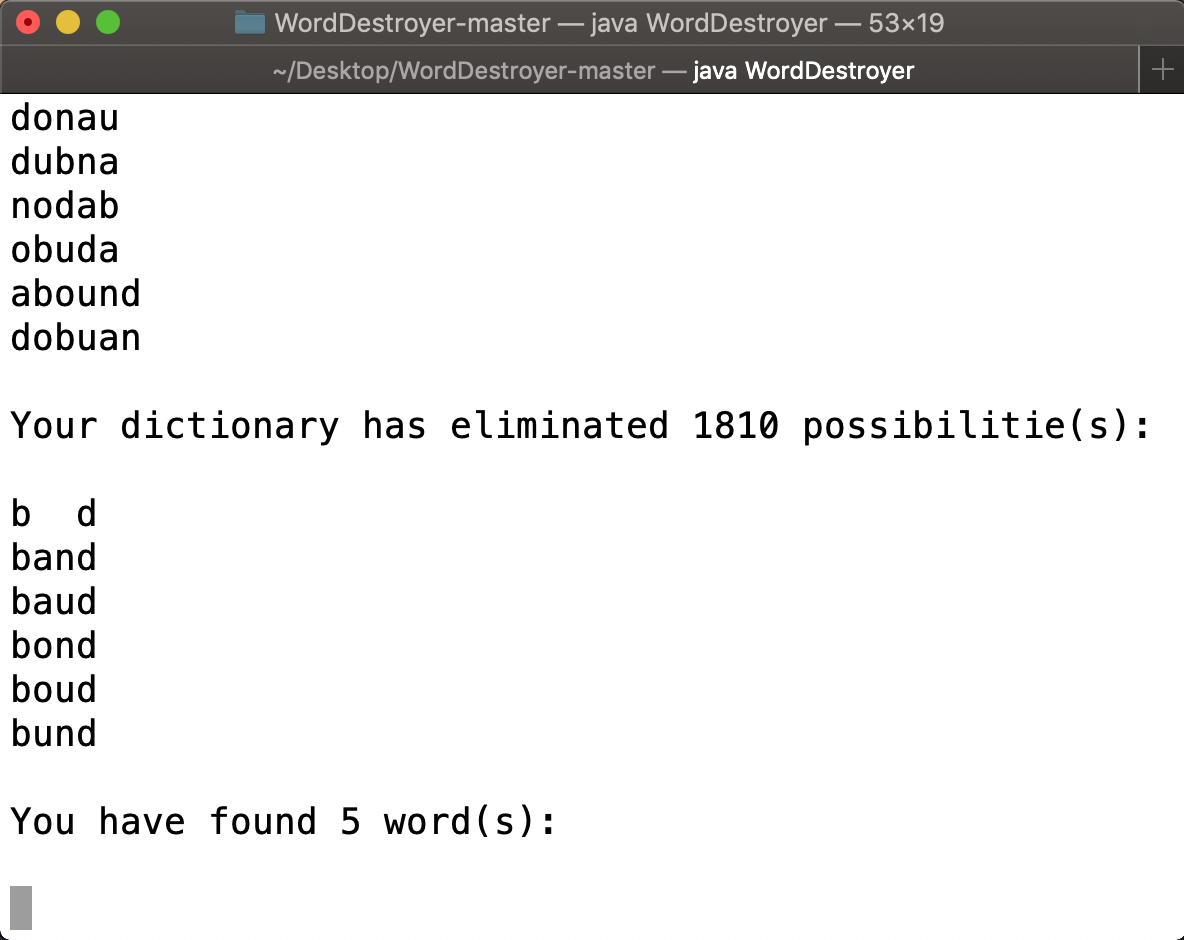 WordDestroyer-master — java WordDestroyer — 53×19
~/Desktop/WordDestroyer-master — java WordDestroyer
donau
dubna
nodab
obuda
abound
dobuan
Your dictionary has eliminated 1810 possibilitie(s):
b  d
band
baud
bond
boud
bund
You have found 5 word(s):